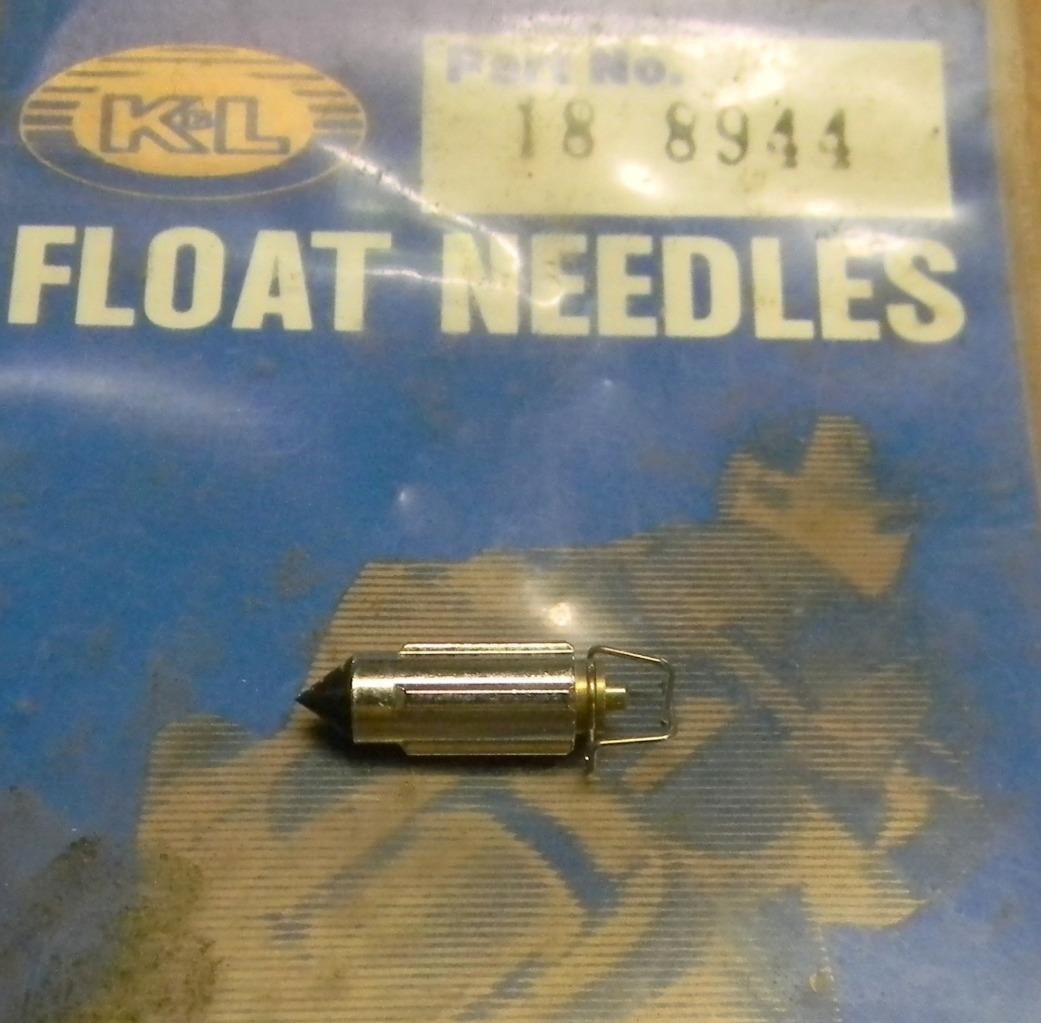 K&L
Part No.
18 8944
FLOAT NEEDLES